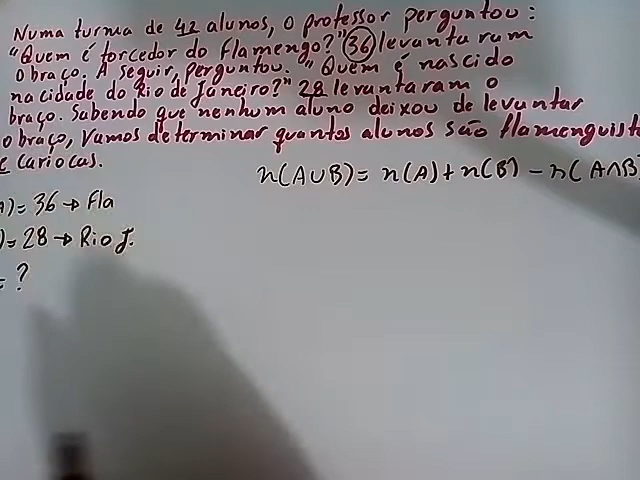 Numa turma de 42 alunos, o professor perguntou:
"Quem é torcedor do Flamengo?" 36 levantaram
o braço. A seguir, perguntou: "Quem é nascido
na cidade do Rio de Janeiro?" 28 levantaram o
braço. Sabendo que nenhum aluno deixou de levantar
o braço, vamos determinar quantos alunos são flamenguist
e cariocas.
n(A∪B)= n(A)+n(B) - n(A∩B)
A)= 36 → Fla
)= 28 → Rio J.
= ?